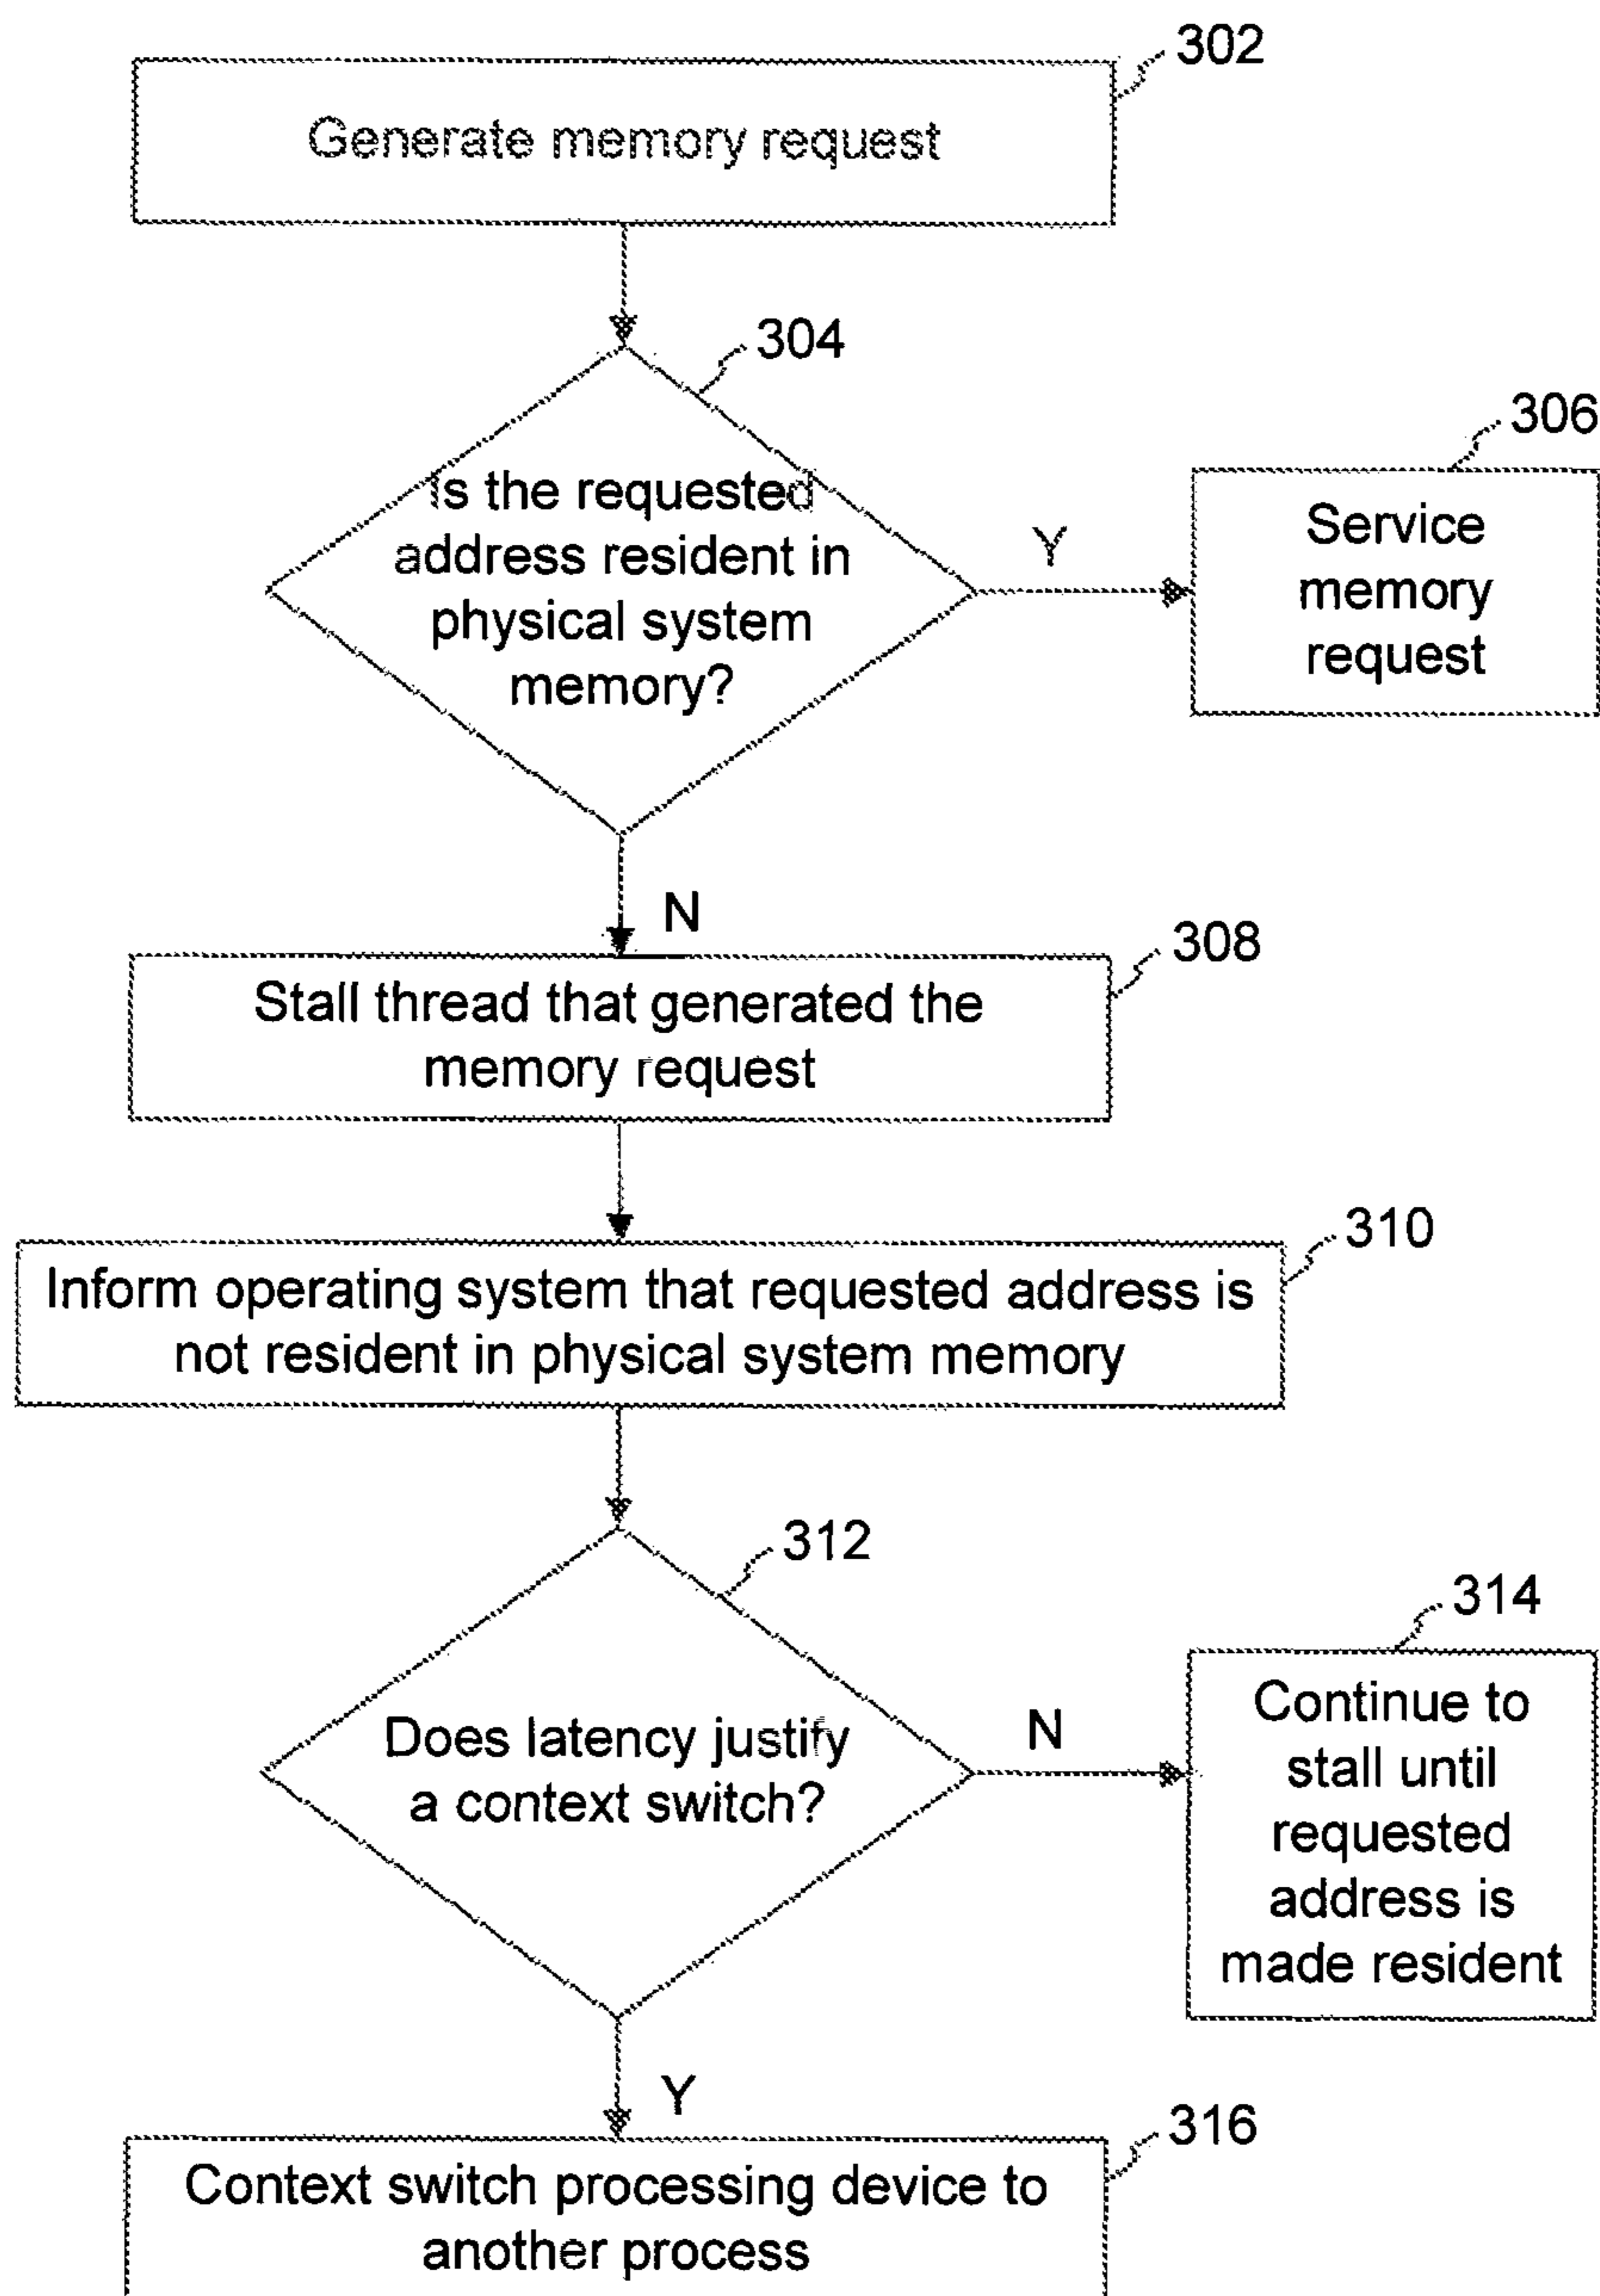 302
Generate memory request
304
Is the requested
address resident in
physical system
memory?
Y
306
Service
memory
request
N
308
Stall thread that generated the
memory request
310
Inform operating system that requested address is
not resident in physical system memory
312
Does latency justify
a context switch?
N
314
Continue to
stall until
requested
address is
made resident
Y
316
Context switch processing device to
another process